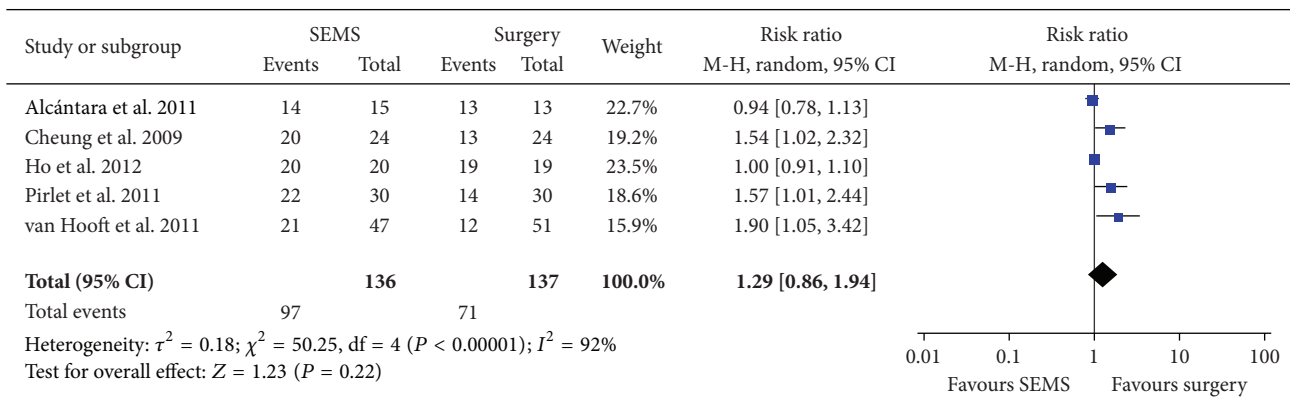 Study or subgroup SEMS Surgery Weight Risk ratio Risk ratio
Events Total Events Total M-H, random, 95% CI M-H, random, 95% CI
Alcántara et al. 2011 14 15 13 13 22.7% 0.94 [0.78, 1.13]
Cheung et al. 2009 20 24 13 24 19.2% 1.54 [1.02, 2.32]
Ho et al. 2012 20 20 19 19 23.5% 1.00 [0.91, 1.10]
Pirlet et al. 2011 22 30 14 30 18.6% 1.57 [1.01, 2.44]
van Hooft et al. 2011 21 47 12 51 15.9% 1.90 [1.05, 3.42]
Total (95% CI) 136 137 100.0% 1.29 [0.86, 1.94]
Total events 97 71
Heterogeneity: τ² = 0.18; χ² = 50.25, df = 4 (P < 0.00001); I² = 92%
Test for overall effect: Z = 1.23 (P = 0.22)
0.01 0.1 1 10 100
Favours SEMS Favours surgery